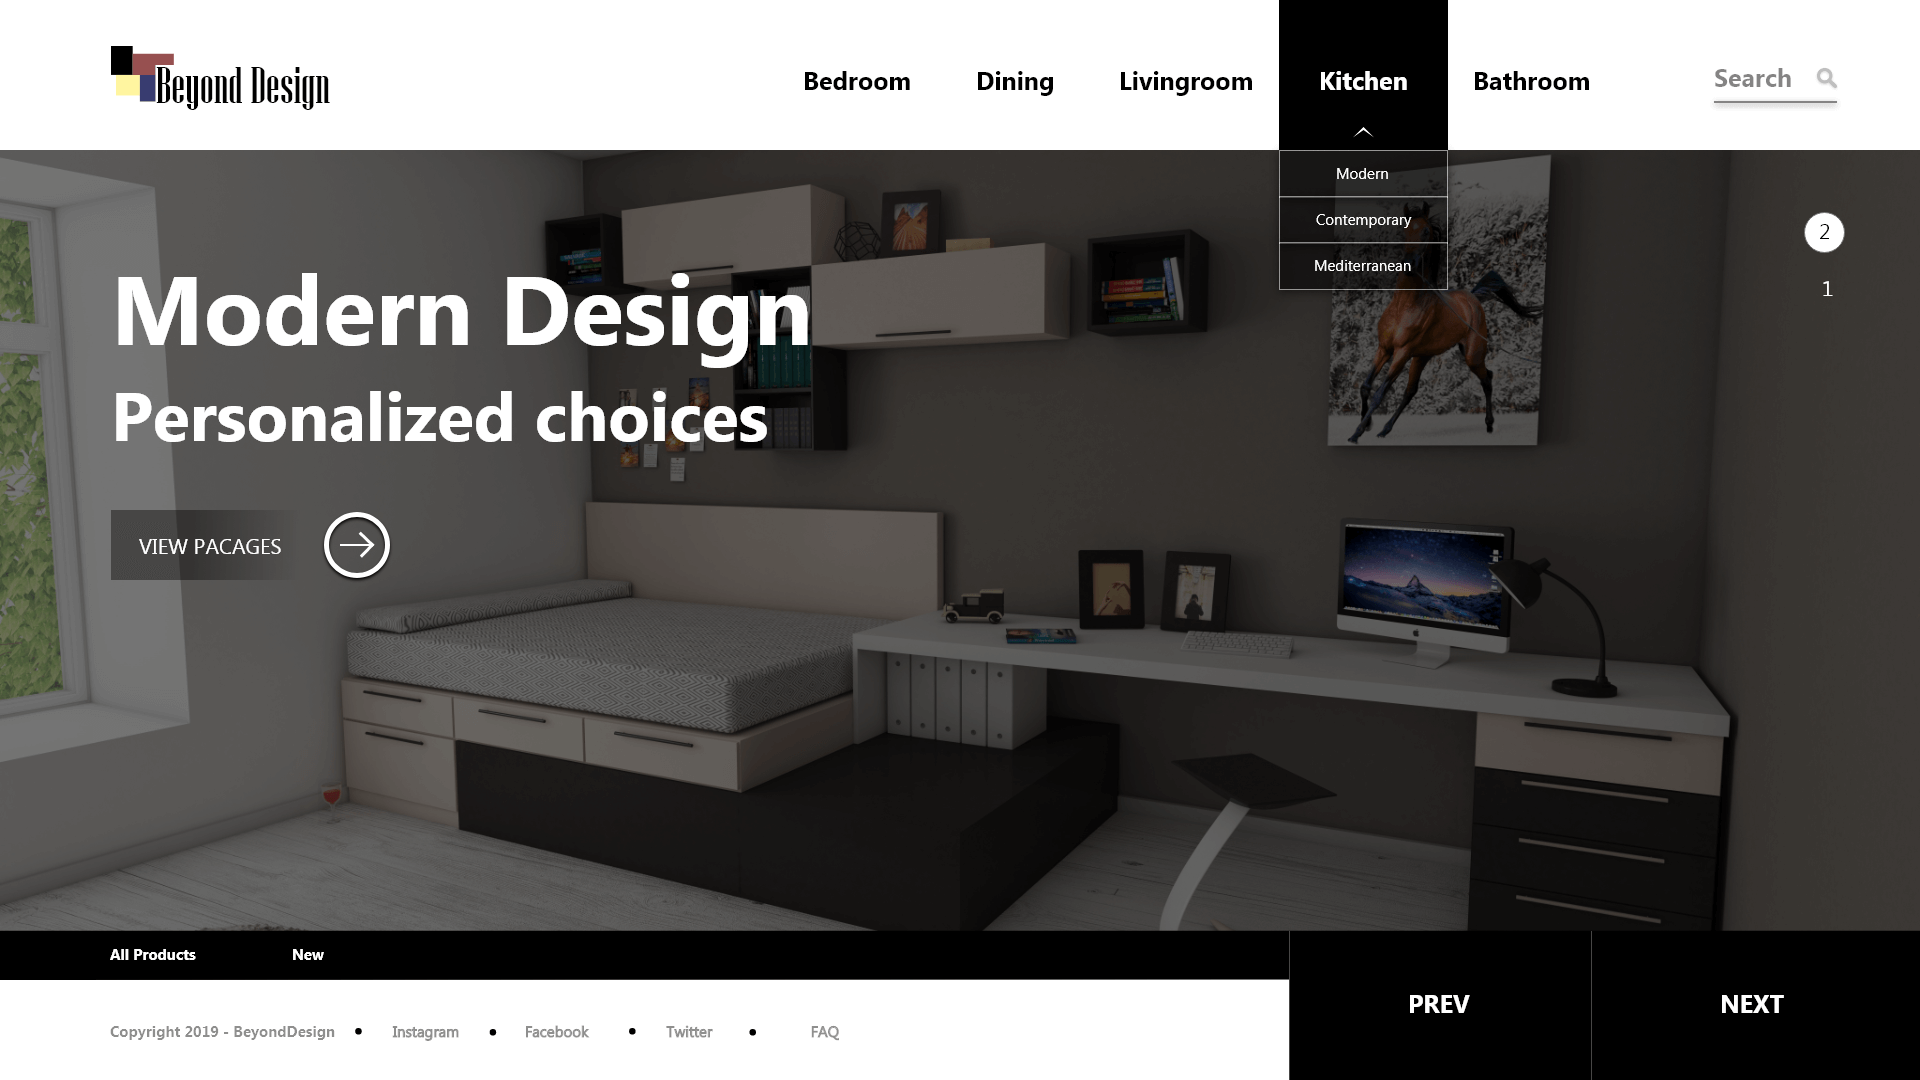 Beyond Design
Bedroom
Dining
Livingroom
Kitchen
Bathroom
Search
Modern
Contemporary
Mediterranean
2
1
Modern Design
Personalized choices
VIEW PACAGES
All Products
New
PREV
NEXT
Copyright 2019 - BeyondDesign
Instagram
Facebook
Twitter
FAQ